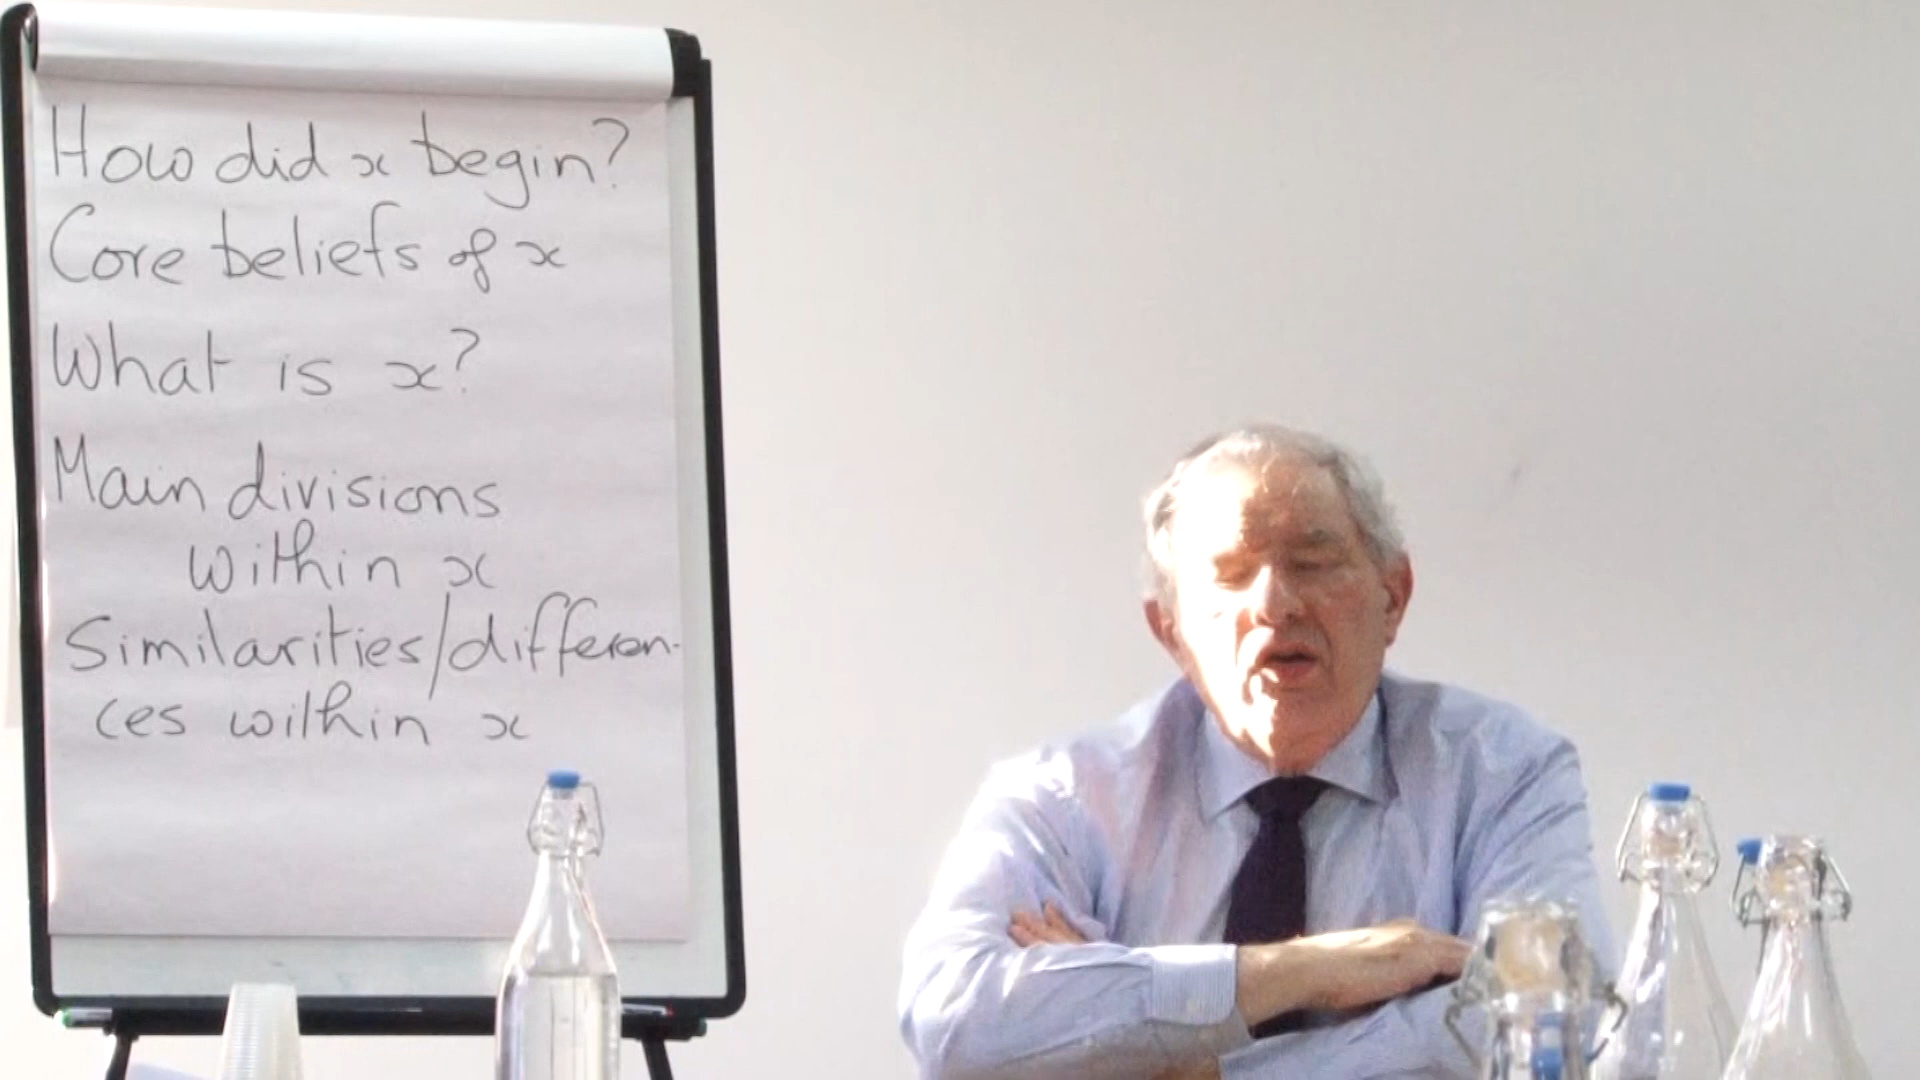 How did x begin?
Core beliefs of x
What is x?
Main divisions
within x
Similarities/differen-
ces within x